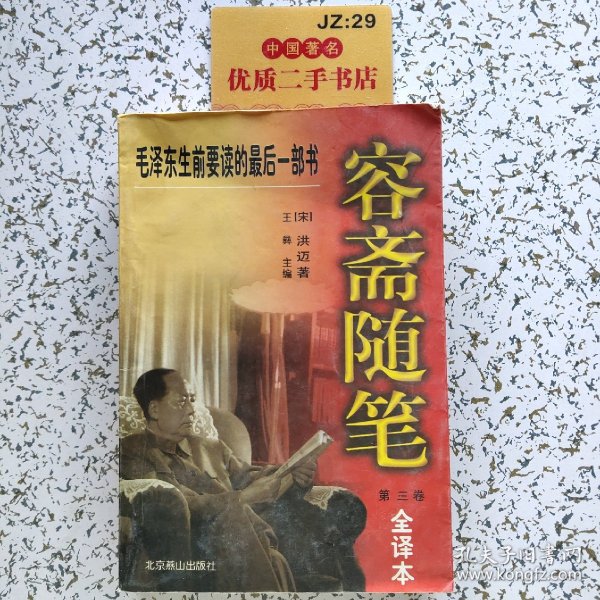 JZ:29
中国著名
优质二手书店
毛泽东生前要读的最后一部书
容斋随笔
[宋]洪迈著
王彝主编
第三卷
全译本
北京燕山出版社
孔夫子旧书网
www.kongfz.com